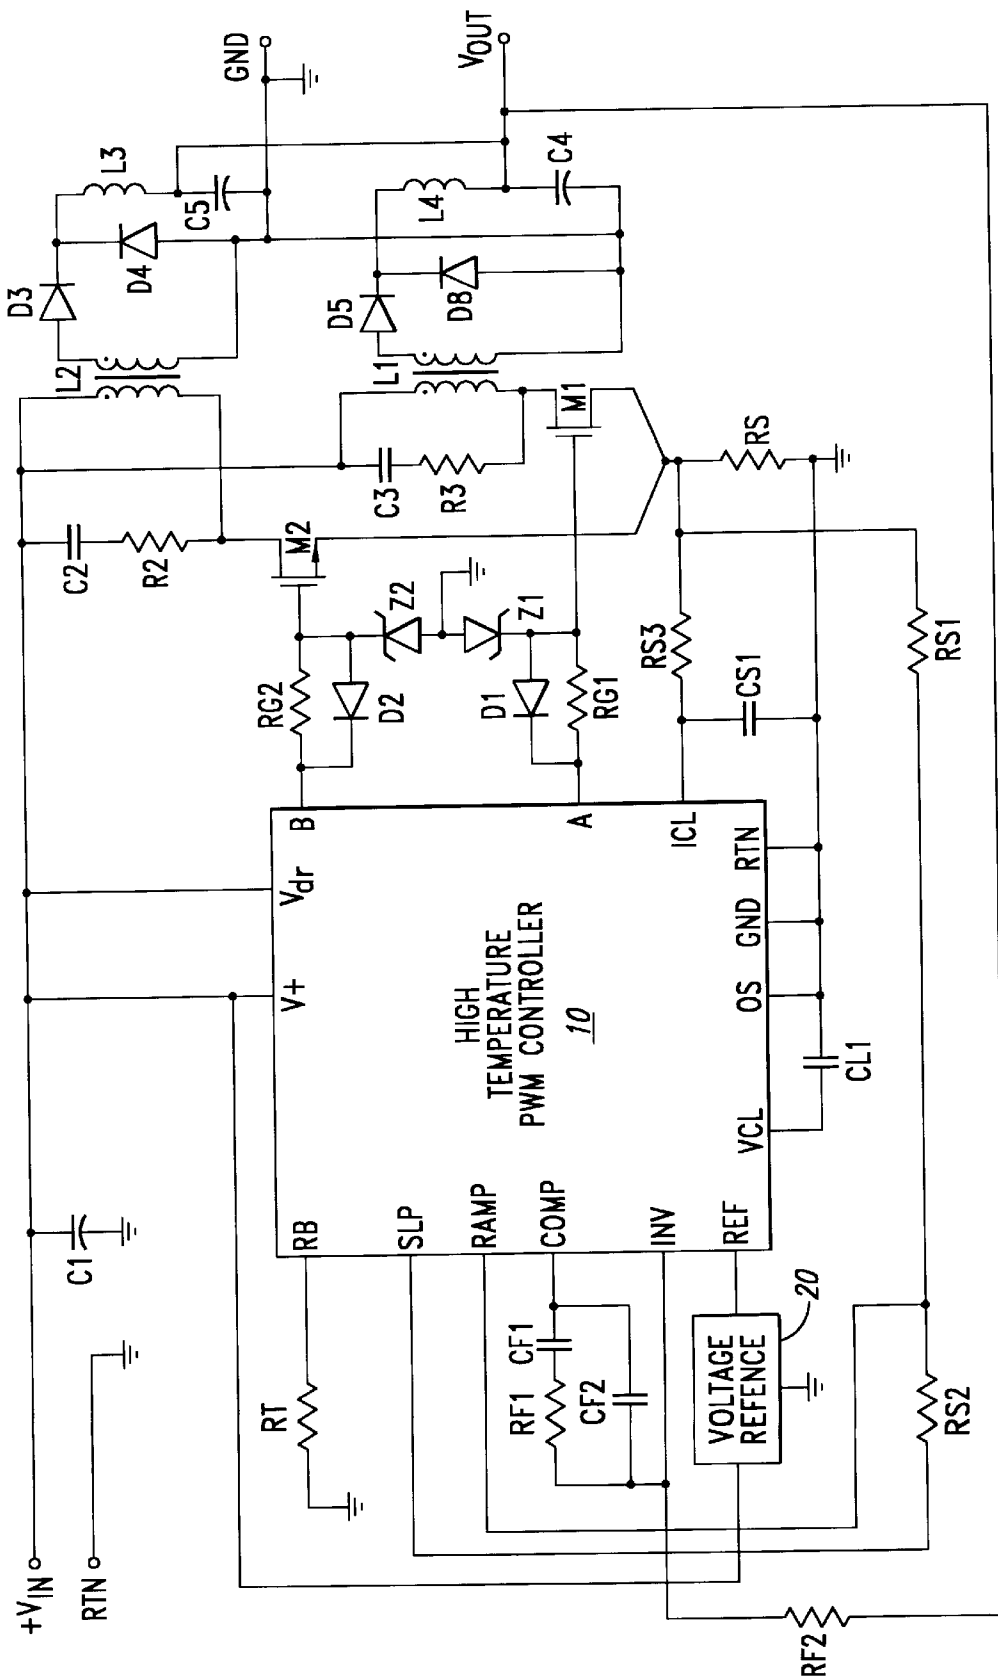 +VIN
RTN
C1
C2
R2
L2
D3
D4
L3
C5
GND
VOUT
L1
D5
D8
L4
C4
C3
R3
M1
M2
RS
RG2
D2
Z2
Z1
D1
RG1
RS3
CS1
RS1
B
A
Vdr
V+
ICL
RTN
GND
OS
VCL
CL1
HIGH
TEMPERATURE
PWM CONTROLLER
10
RB
SLP
RAMP
COMP
INV
REF
RT
CF1
RF1
CF2
VOLTAGE
REFENCE
20
RS2
RF2